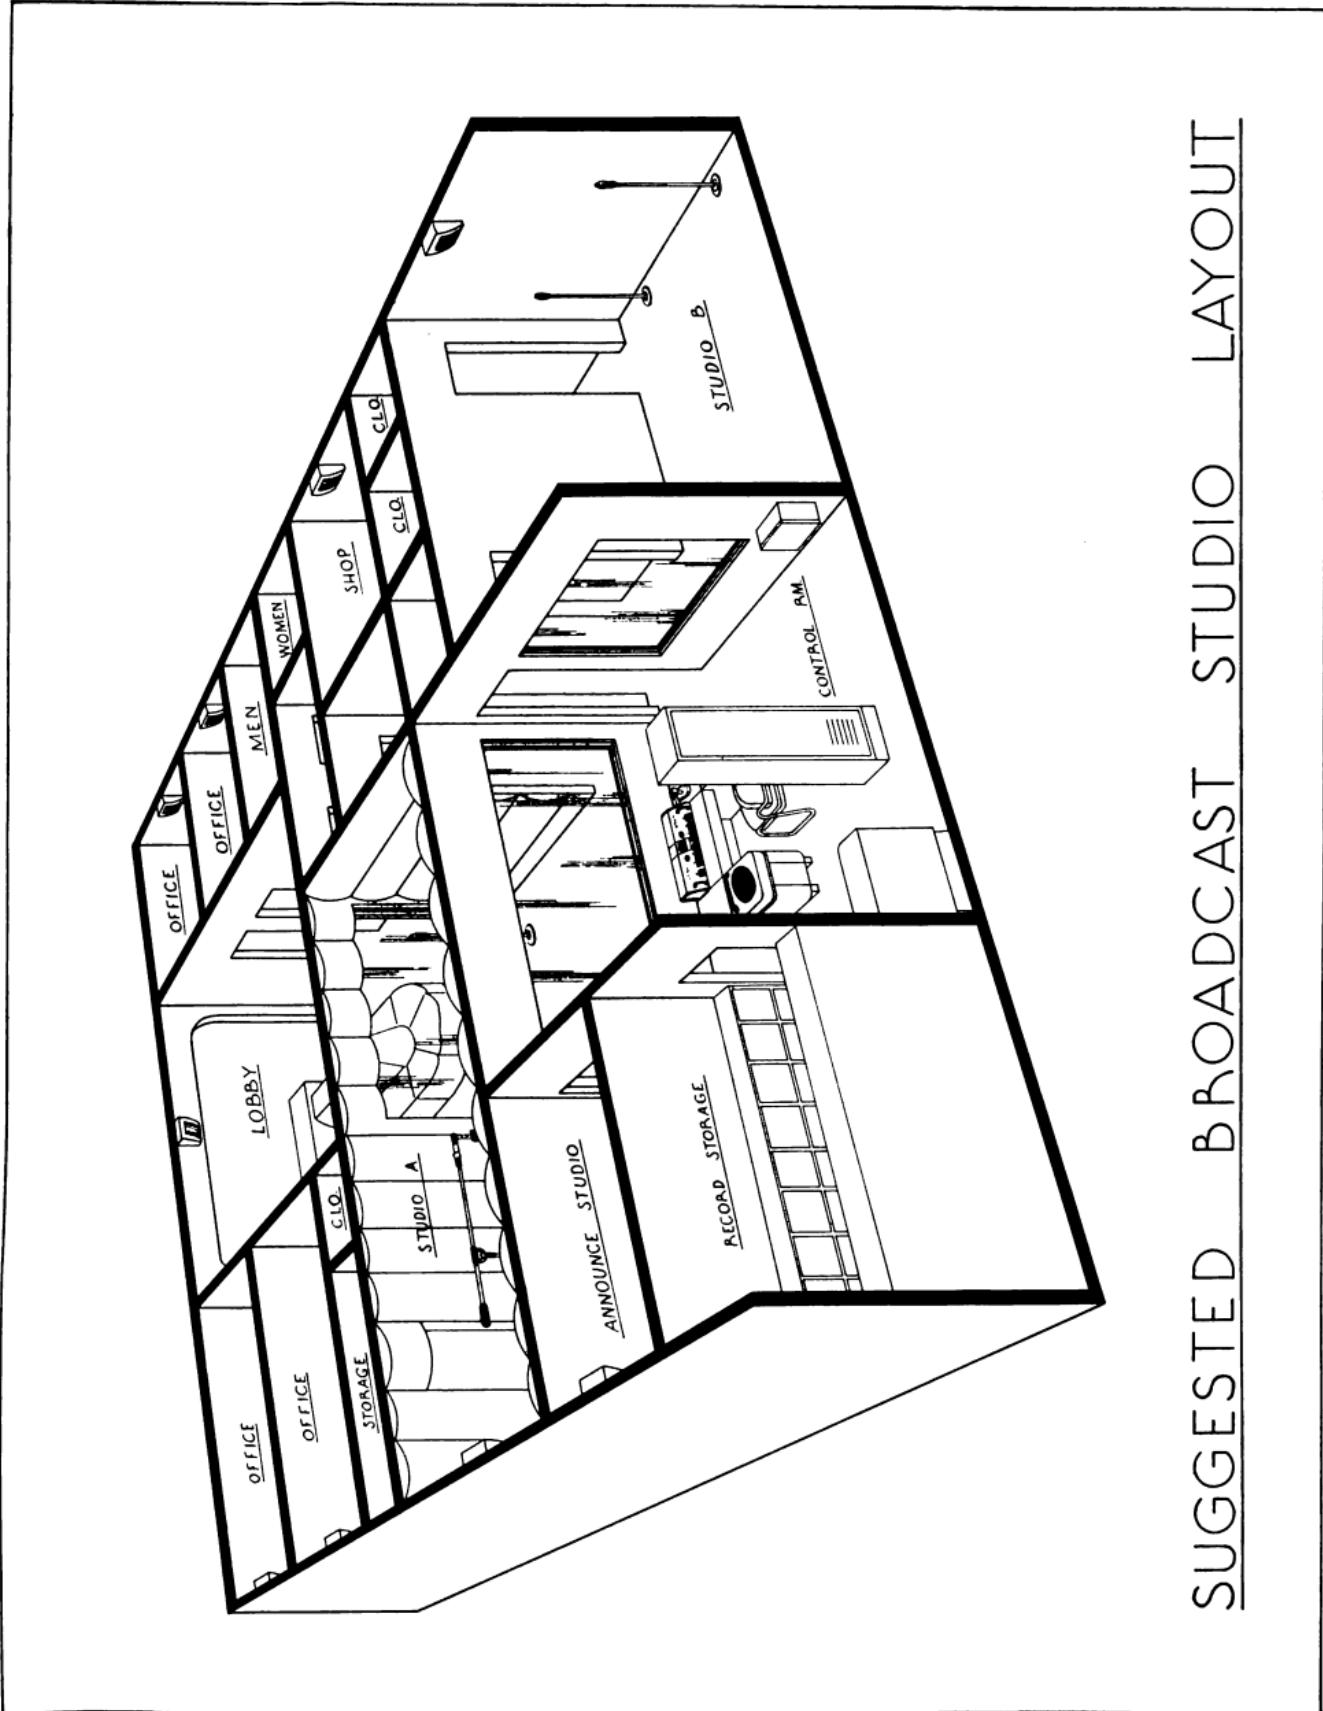 OFFICE
OFFICE
MEN
WOMEN
SHOP
CLO.
CLO.
LOBBY
OFFICE
OFFICE
STORAGE
CLO.
STUDIO A
STUDIO B
CONTROL RM.
ANNOUNCE STUDIO
RECORD STORAGE
SUGGESTED BROADCAST STUDIO LAYOUT